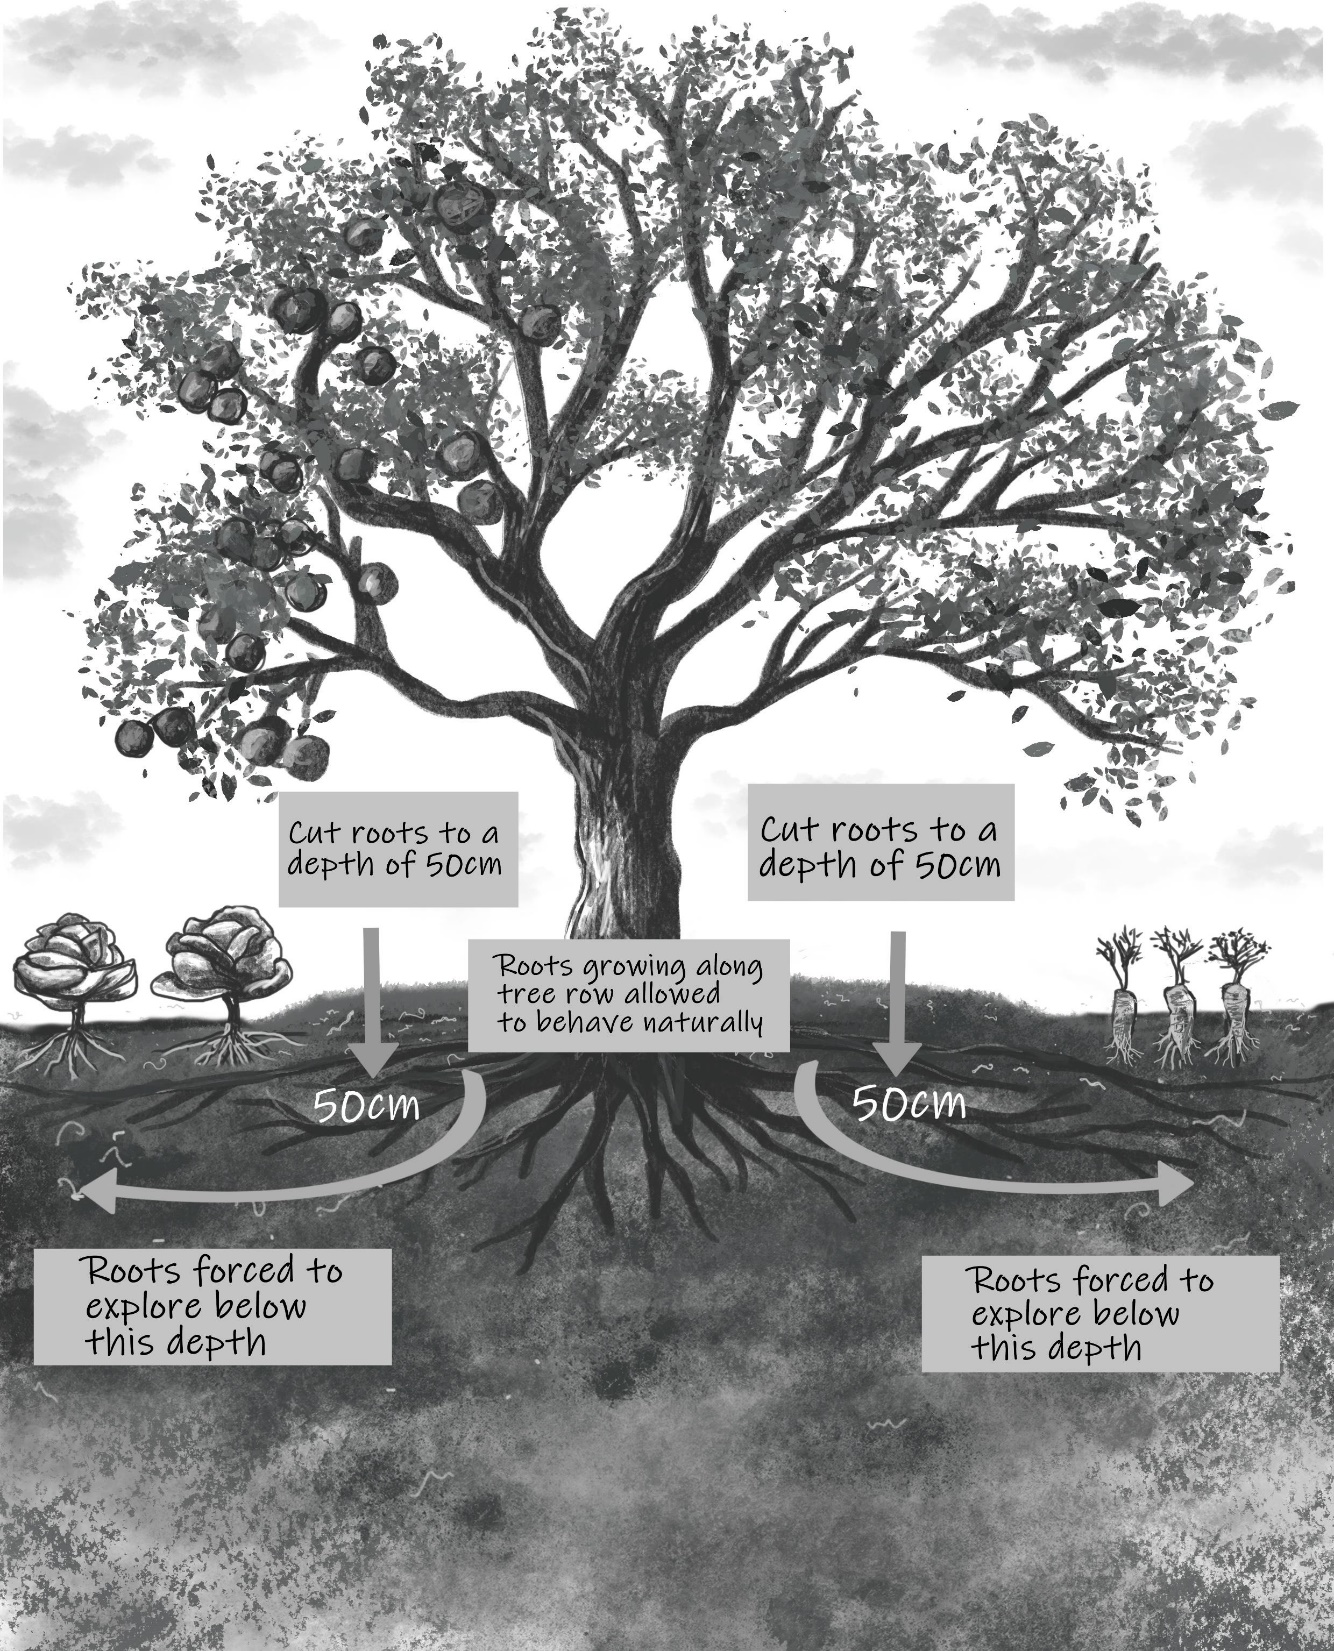 Cut roots to a
depth of 50cm
Cut roots to a
depth of 50cm
Roots growing along
tree row allowed
to behave naturally
50cm
50cm
Roots forced to
explore below
this depth
Roots forced to
explore below
this depth